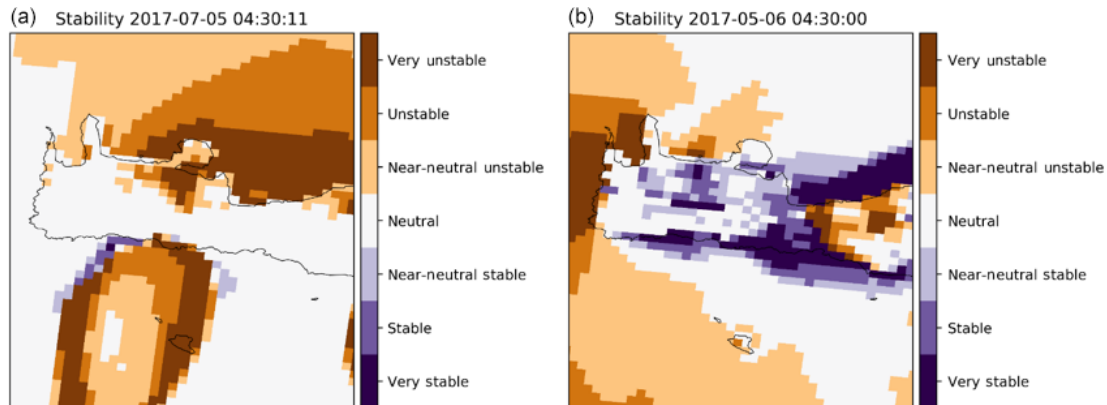 (a) Stability 2017-07-05 04:30:11
Very unstable
Unstable
Near-neutral unstable
Neutral
Near-neutral stable
Stable
Very stable
(b) Stability 2017-05-06 04:30:00
Very unstable
Unstable
Near-neutral unstable
Neutral
Near-neutral stable
Stable
Very stable